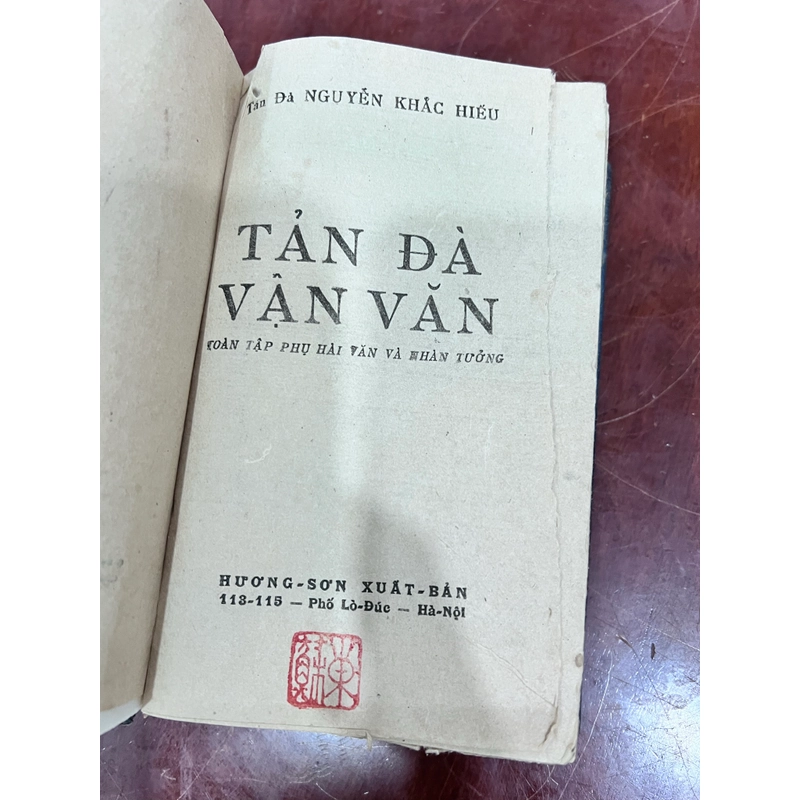 Tản Đà NGUYỄN KHẮC HIẾU
TẢN ĐÀ
VẬN VĂN
TOÀN TẬP PHỤ HÀI VĂN VÀ NHÀN TƯỞNG
HƯƠNG-SƠN XUẤT-BẢN
113-115 — Phố Lò-Đúc — Hà-Nội